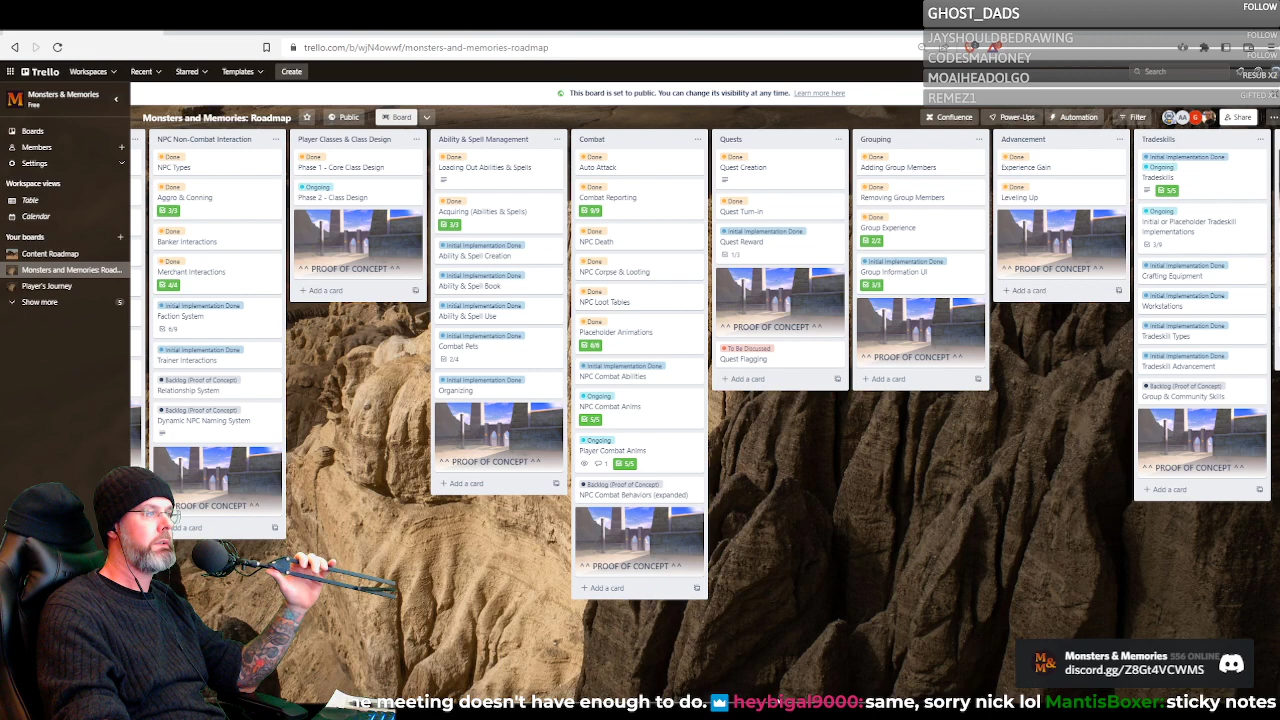 GHOST_DADS
FOLLOW
JAYSHOULDBEDRAWING
FOLLOW
CODESMAHONEY
FOLLOW
MOAIHEADOLGO
RESUB X2
REMEZ1
GIFTED X
trello.com/b/wjN4owwf/monsters-and-memories-roadmap
Trello
Workspaces
Recent
Starred
Templates
Create
Search
Monsters & Memories
Free
This board is set to public. You can change its visibility at any time. Learn more here
Boards
Members
Settings
Workspace views
Table
Calendar
Your boards
Content Roadmap
Monsters and Memories: Road...
Player's Journey
Show more
5
Monsters and Memories: Roadmap
Public
Board
Confluence
Power-Ups
Automation
Filter
AA
G
Share
NPC Non-Combat Interaction
Done
NPC Types
Done
Aggro & Conning
3/3
Done
Banker Interactions
Done
Merchant Interactions
4/4
Initial Implementation Done
Faction System
6/9
Initial Implementation Done
Trainer Interactions
Backlog (Proof of Concept)
Relationship System
Backlog (Proof of Concept)
Dynamic NPC Naming System
ROOF OF CONCEPT ^^
add a card
Player Classes & Class Design
Done
Phase 1 - Core Class Design
Ongoing
Phase 2 - Class Design
^^ PROOF OF CONCEPT ^^
+ Add a card
Ability & Spell Management
Done
Loading Out Abilities & Spells
Done
Acquiring (Abilities & Spells)
3/3
Initial Implementation Done
Ability & Spell Creation
Initial Implementation Done
Ability & Spell Book
Initial Implementation Done
Ability & Spell Use
Initial Implementation Done
Combat Pets
2/4
Initial Implementation Done
Organizing
^^ PROOF OF CONCEPT ^^
+ Add a card
Combat
Done
Auto Attack
Done
Combat Reporting
9/9
Done
NPC Death
Done
NPC Corpse & Looting
Done
NPC Loot Tables
Done
Placeholder Animations
6/6
Initial Implementation Done
NPC Combat Abilities
Ongoing
NPC Combat Anims
5/5
Ongoing
Player Combat Anims
1
5/5
Backlog (Proof of Concept)
NPC Combat Behaviors (expanded)
^^ PROOF OF CONCEPT ^^
+ Add a card
Quests
Done
Quest Creation
Done
Quest Turn-in
Initial Implementation Done
Quest Reward
1/3
^^ PROOF OF CONCEPT ^^
To Be Discussed
Quest Flagging
+ Add a card
Grouping
Done
Adding Group Members
Done
Removing Group Members
Done
Group Experience
2/2
Initial Implementation Done
Group Information UI
3/3
^^ PROOF OF CONCEPT ^^
+ Add a card
Advancement
Done
Experience Gain
Done
Leveling Up
^^ PROOF OF CONCEPT ^^
+ Add a card
Tradeskills
Initial Implementation Done
Ongoing
Tradeskills
5/5
Ongoing
Initial or Placeholder Tradeskill
Implementations
3/9
Initial Implementation Done
Crafting Equipment
Initial Implementation Done
Workstations
Initial Implementation Done
Tradeskill Types
Initial Implementation Done
Tradeskill Advancement
Backlog (Proof of Concept)
Group & Community Skills
^^ PROOF OF CONCEPT ^^
+ Add a card
Monsters & Memories 556 ONLINE
discord.gg/Z8Gt4VCWMS
he meeting doesn't have enough to do. heybigal9000: same, sorry nick lol MantisBoxer: sticky notes